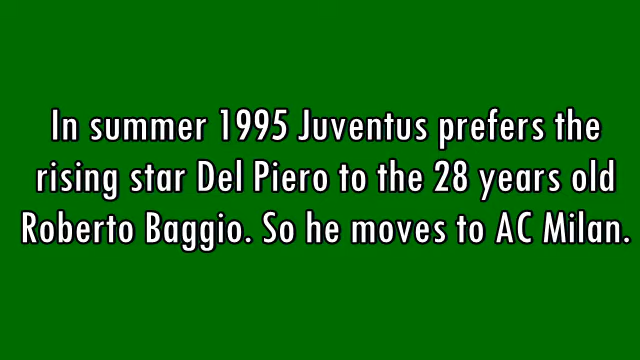 In summer 1995 Juventus prefers the
rising star Del Piero to the 28 years old
Roberto Baggio. So he moves to AC Milan.